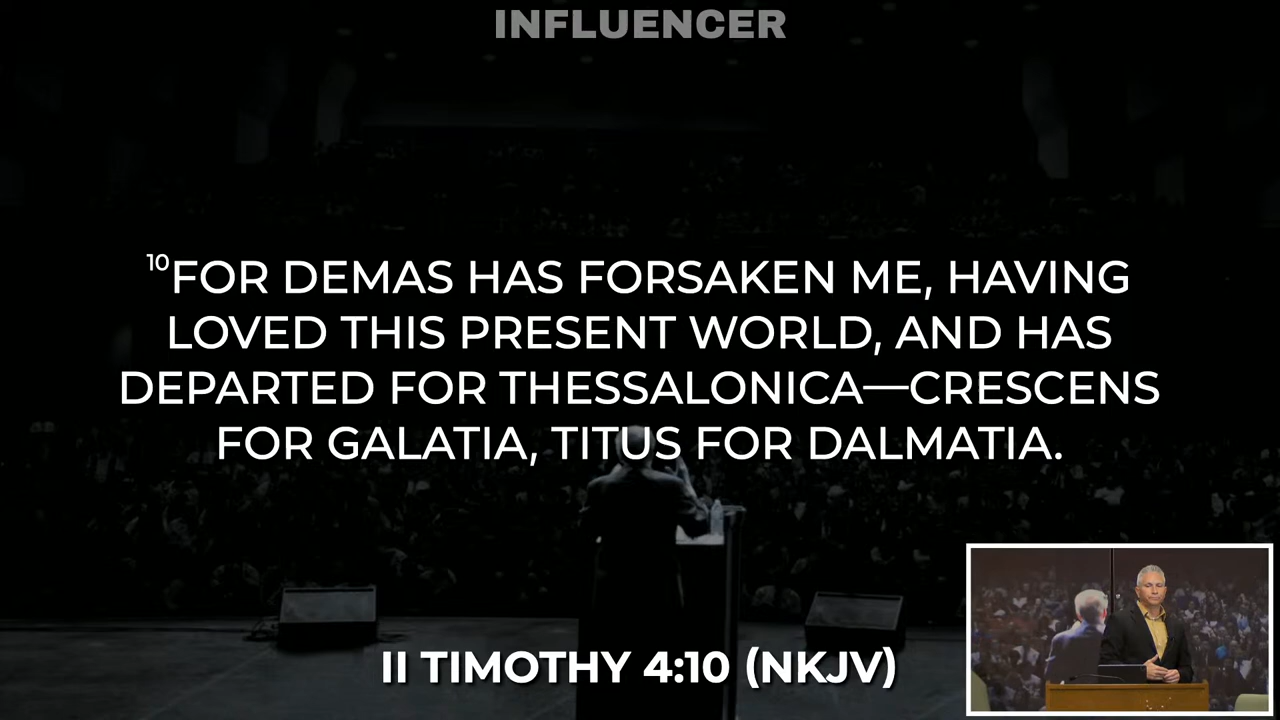 INFLUENCER
¹⁰FOR DEMAS HAS FORSAKEN ME, HAVING
LOVED THIS PRESENT WORLD, AND HAS
DEPARTED FOR THESSALONICA—CRESCENS
FOR GALATIA, TITUS FOR DALMATIA.
II TIMOTHY 4:10 (NKJV)